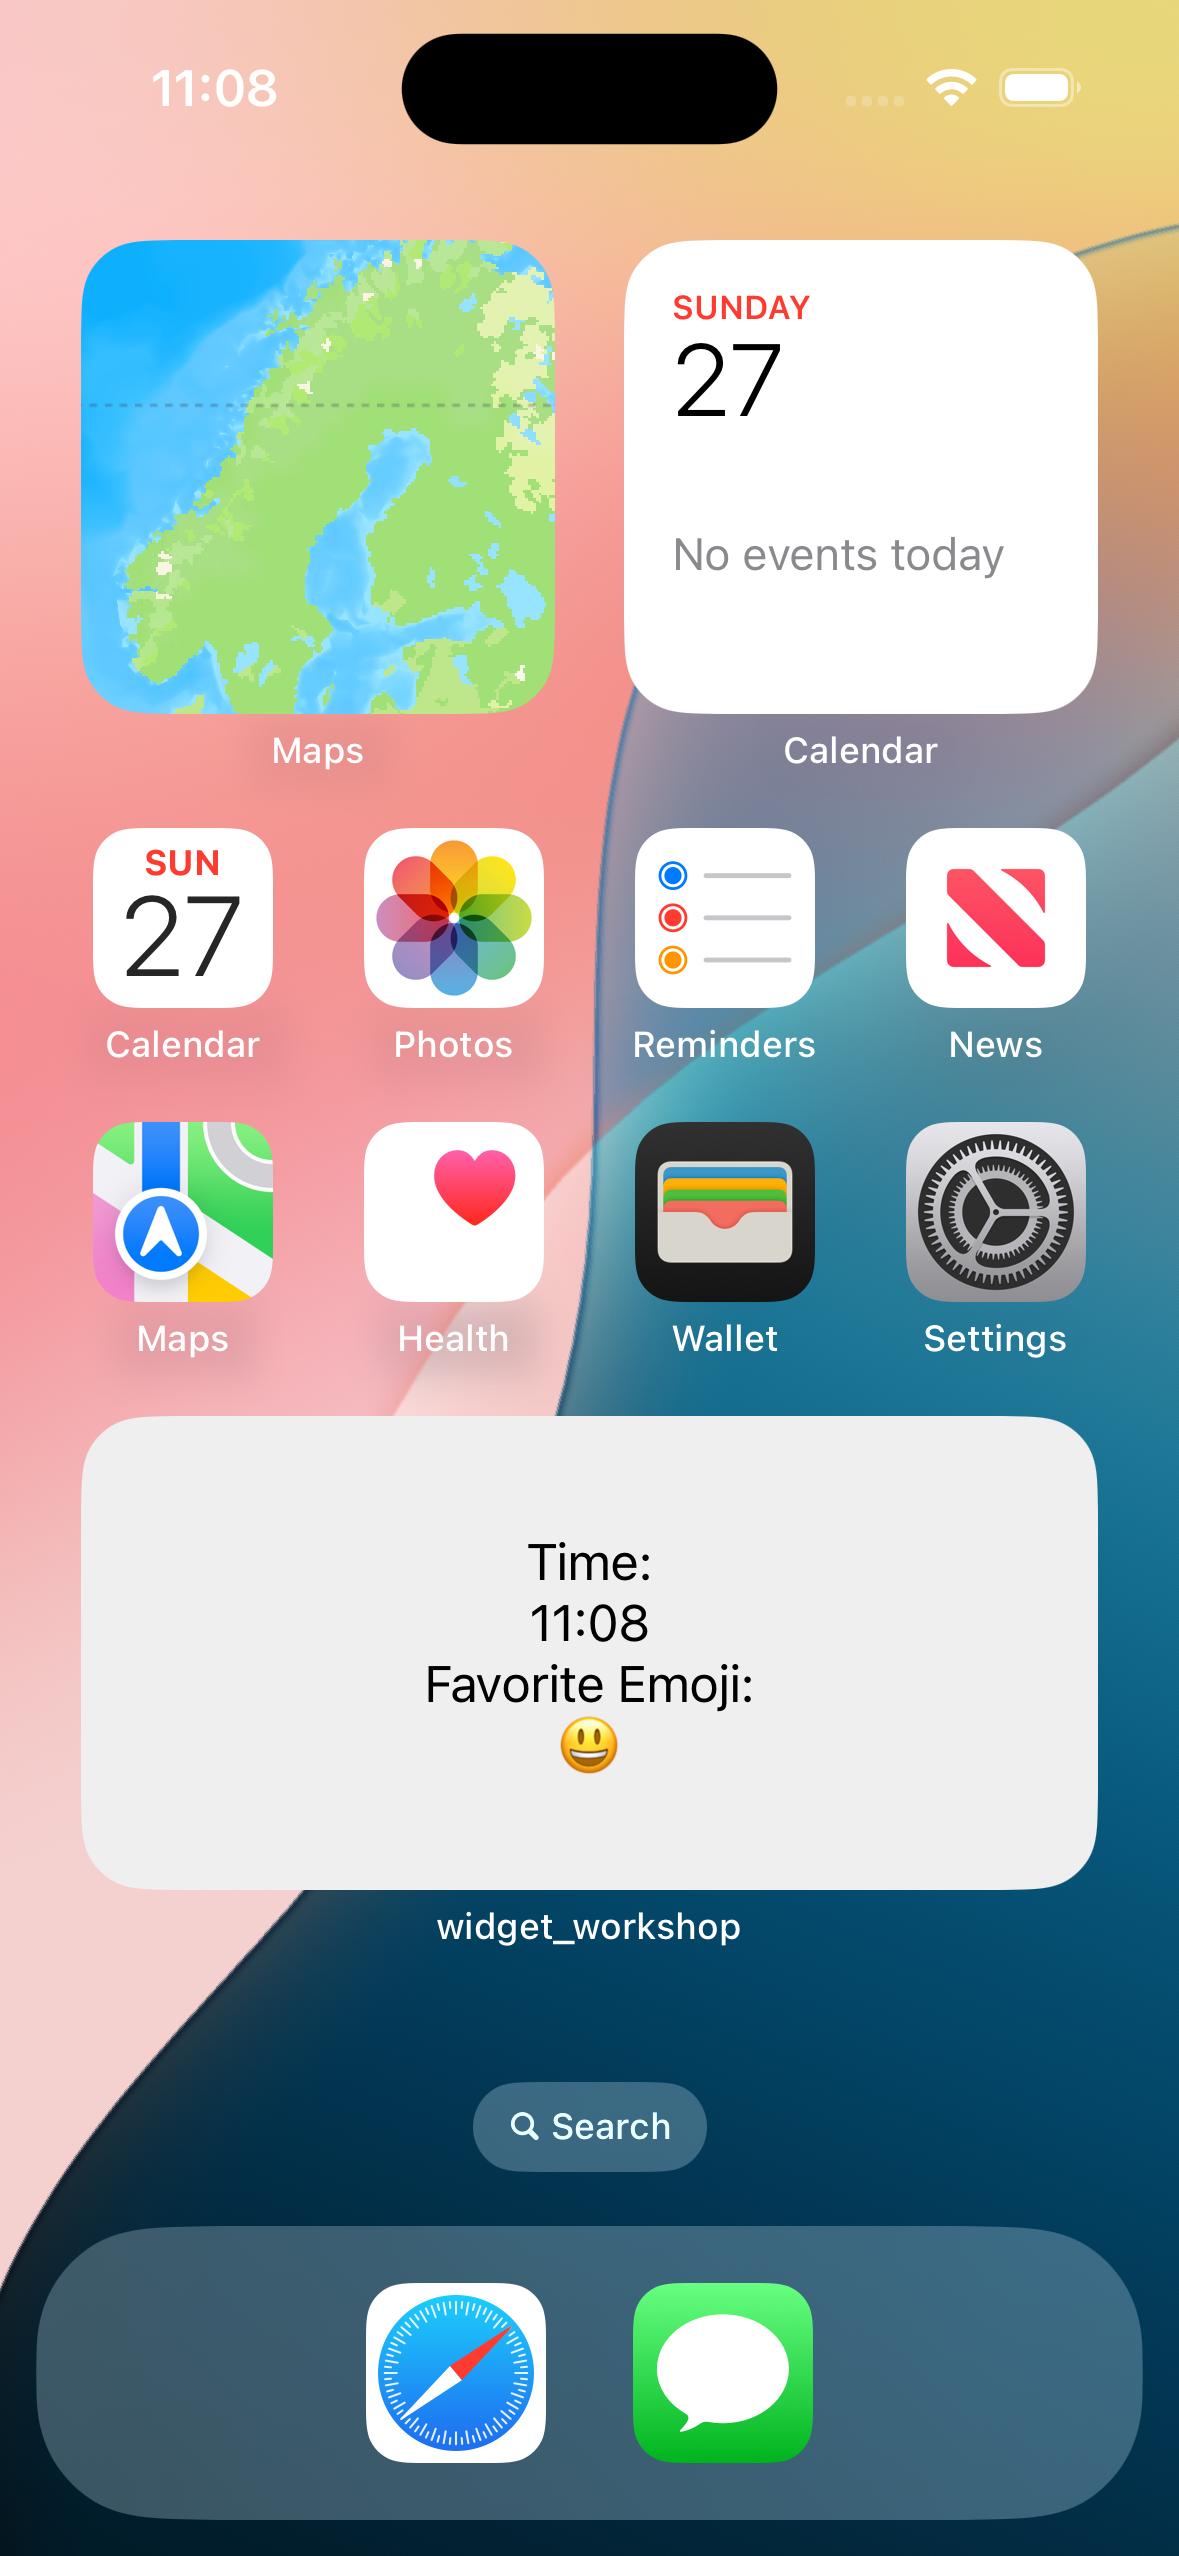 11:08
SUNDAY
27
No events today
Maps
Calendar
SUN
27
Calendar
Photos
Reminders
News
Maps
Health
Wallet
Settings
Time:
11:08
Favorite Emoji:
😃
widget_workshop
Search